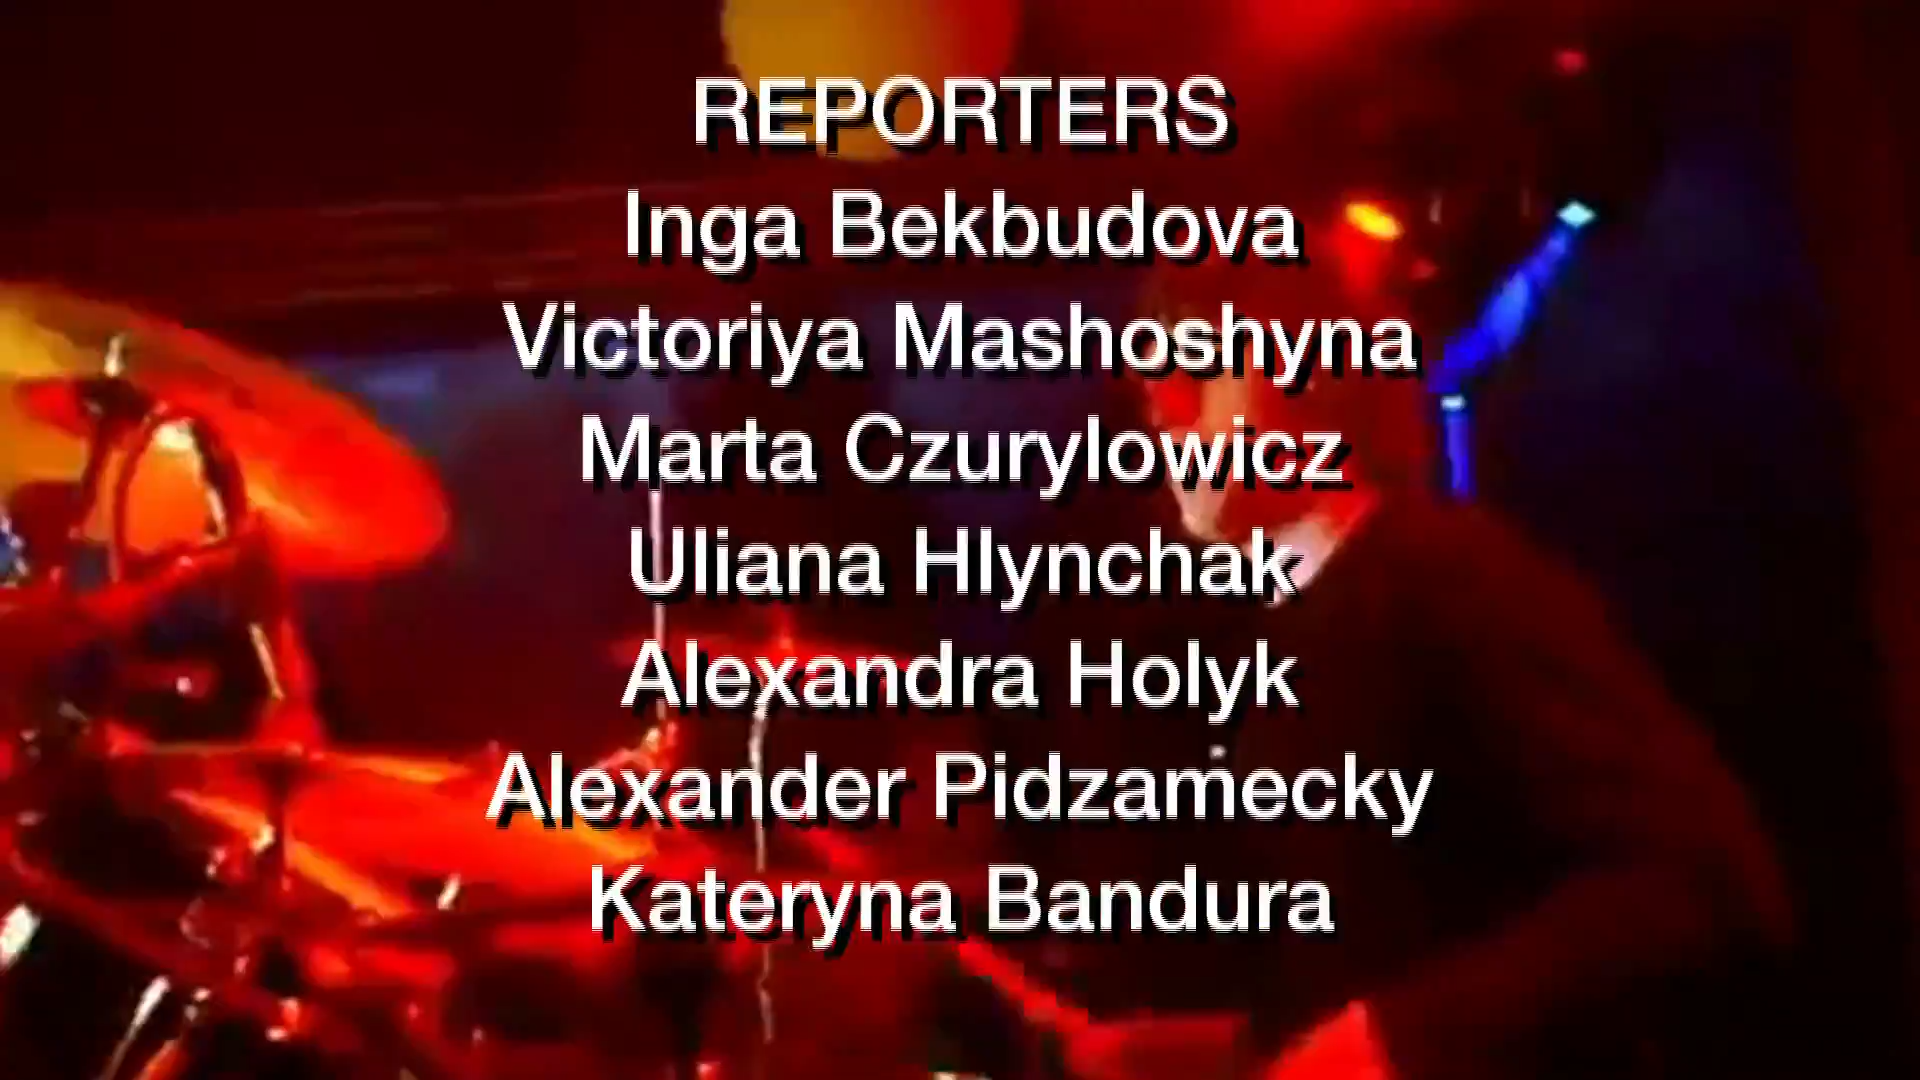 REPORTERS
Inga Bekbudova
Victoriya Mashoshyna
Marta Czurylowicz
Uliana Hlynchak
Alexandra Holyk
Alexander Pidzamecky
Kateryna Bandura